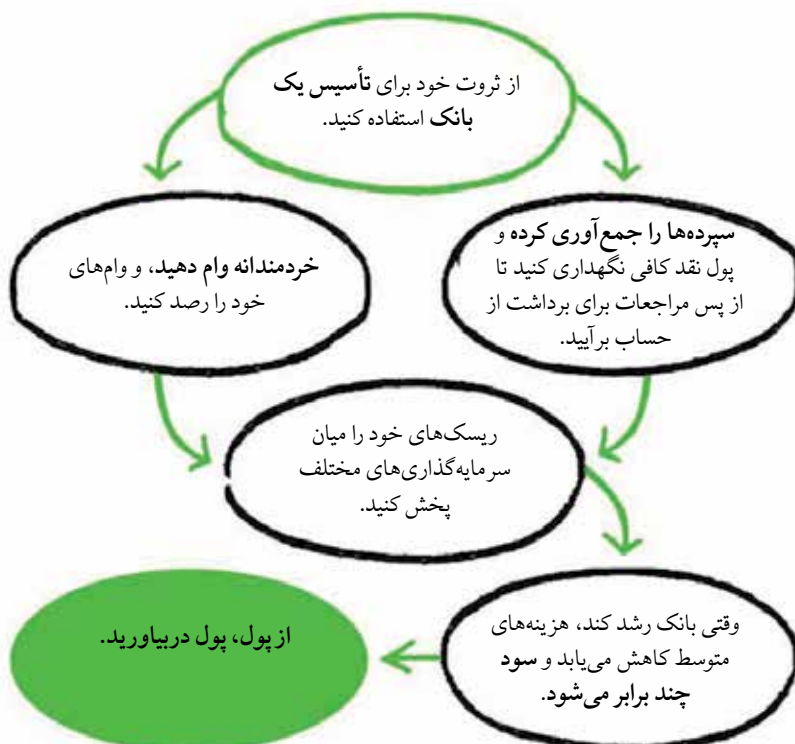 از ثروت خود برای تأسیس یک
بانک استفاده کنید.
سپرده‌ها را جمع‌آوری کرده و
پول نقد کافی نگهداری کنید تا
از پس مراجعات برای برداشت از
حساب برآیید.
خردمندانه وام دهید، و وام‌های
خود را رصد کنید.
ریسک‌های خود را میان
سرمایه‌گذاری‌های مختلف
پخش کنید.
وقتی بانک رشد کند، هزینه‌های
متوسط کاهش می‌یابد و سود
چند برابر می‌شود.
از پول، پول دربیاورید.